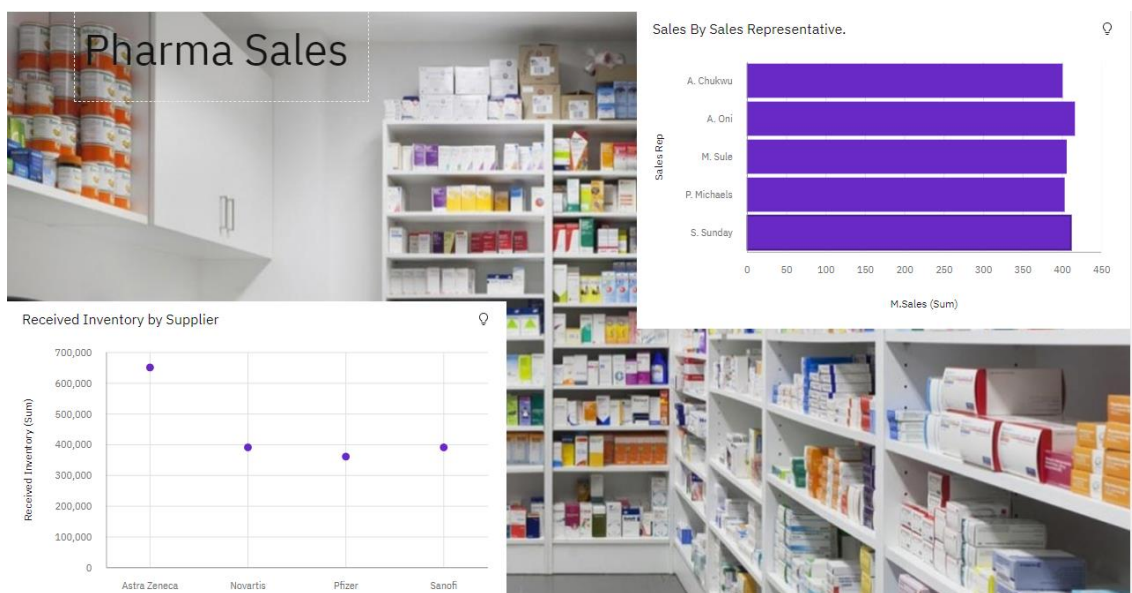 Pharma Sales
Sales By Sales Representative.
Sales Rep
A. Chukwu
A. Oni
M. Sule
P. Michaels
S. Sunday
0 50 100 150 200 250 300 350 400 450
M.Sales (Sum)
Received Inventory by Supplier
Received Inventory (Sum)
700,000
600,000
500,000
400,000
300,000
200,000
100,000
0
Astra Zeneca Novartis Pfizer Sanofi